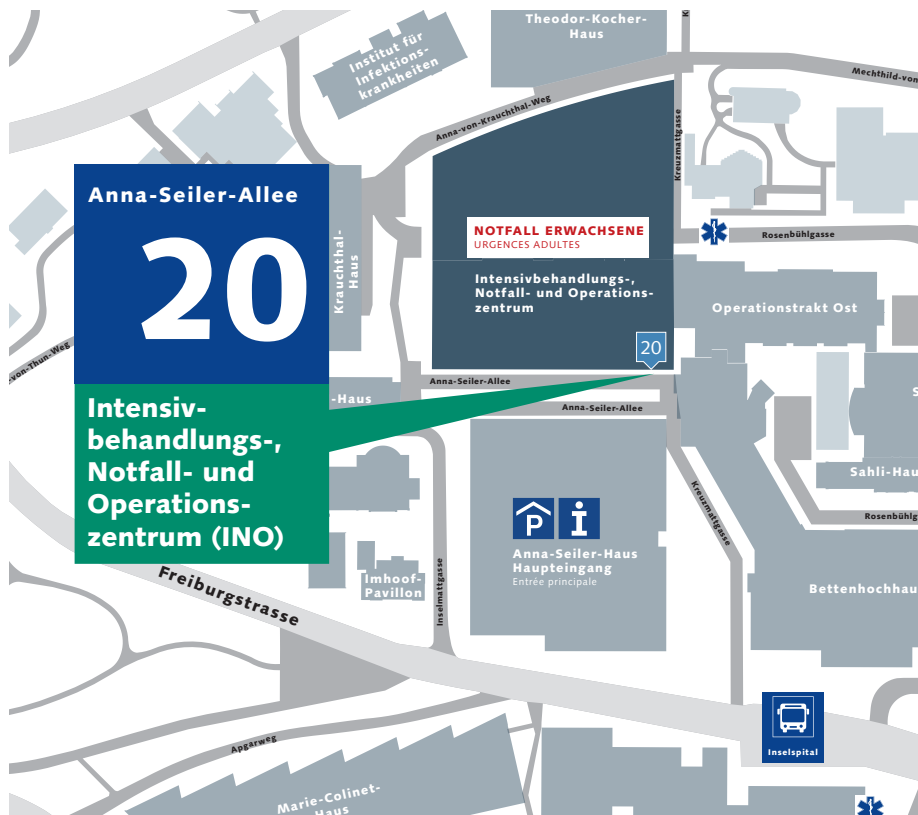 Theodor-Kocher-
Haus
K
Institut für
Infektions-
krankheiten
Mechthild-von
Anna-von-Krauchthal-Weg
Kreuzmattgasse
Anna-Seiler-Allee
20
Krauchthal-
Haus
NOTFALL ERWACHSENE
URGENCES ADULTES
Rosenbühlgasse
Intensivbehandlungs-,
Notfall- und Operations-
zentrum
Operationstrakt Ost
20
-von-Thun-Weg
Anna-Seiler-Allee
-Haus
Anna-Seiler-Allee
S
Intensiv-
behandlungs-,
Notfall- und
Operations-
zentrum (INO)
Sahli-Hau
Kreuzmattgasse
Rosenbühlg
P
i
Anna-Seiler-Haus
Haupteingang
Entrée principale
Imhoof-
Pavillon
Inselmattgasse
Bettenhochhau
Freiburgstrasse
Inselspital
Apgarweg
Marie-Colinet-
Haus